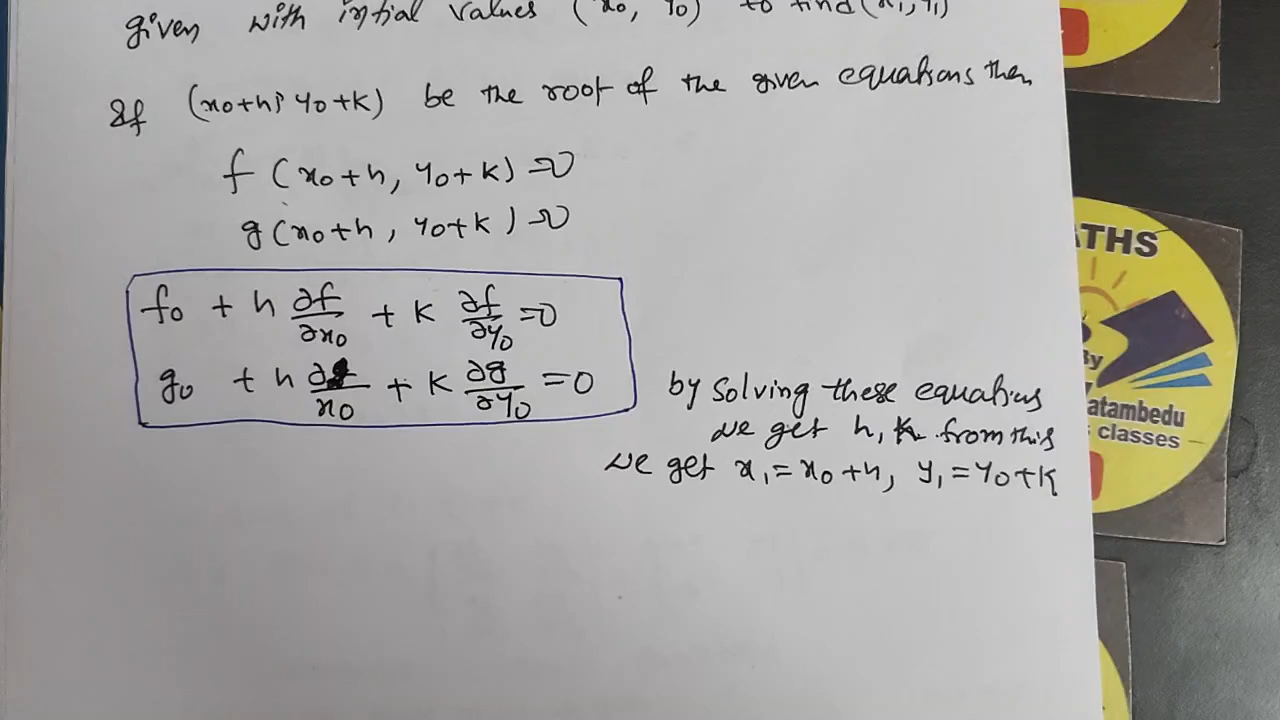 given with initial values (x₀, y₀) to find (x₁, y₁)
If (x₀+h, y₀+k) be the root of the given equations then
f (x₀+h, y₀+k) = 0
g (x₀+h, y₀+k) = 0
f₀ + h ∂f/∂x₀ + k ∂f/∂y₀ = 0
g₀ + h ∂g/x₀ + k ∂g/∂y₀ = 0
by solving these equations
we get h, k from this
we get x₁ = x₀+h, y₁ = y₀+k
ATHS
By
atambedu
classes